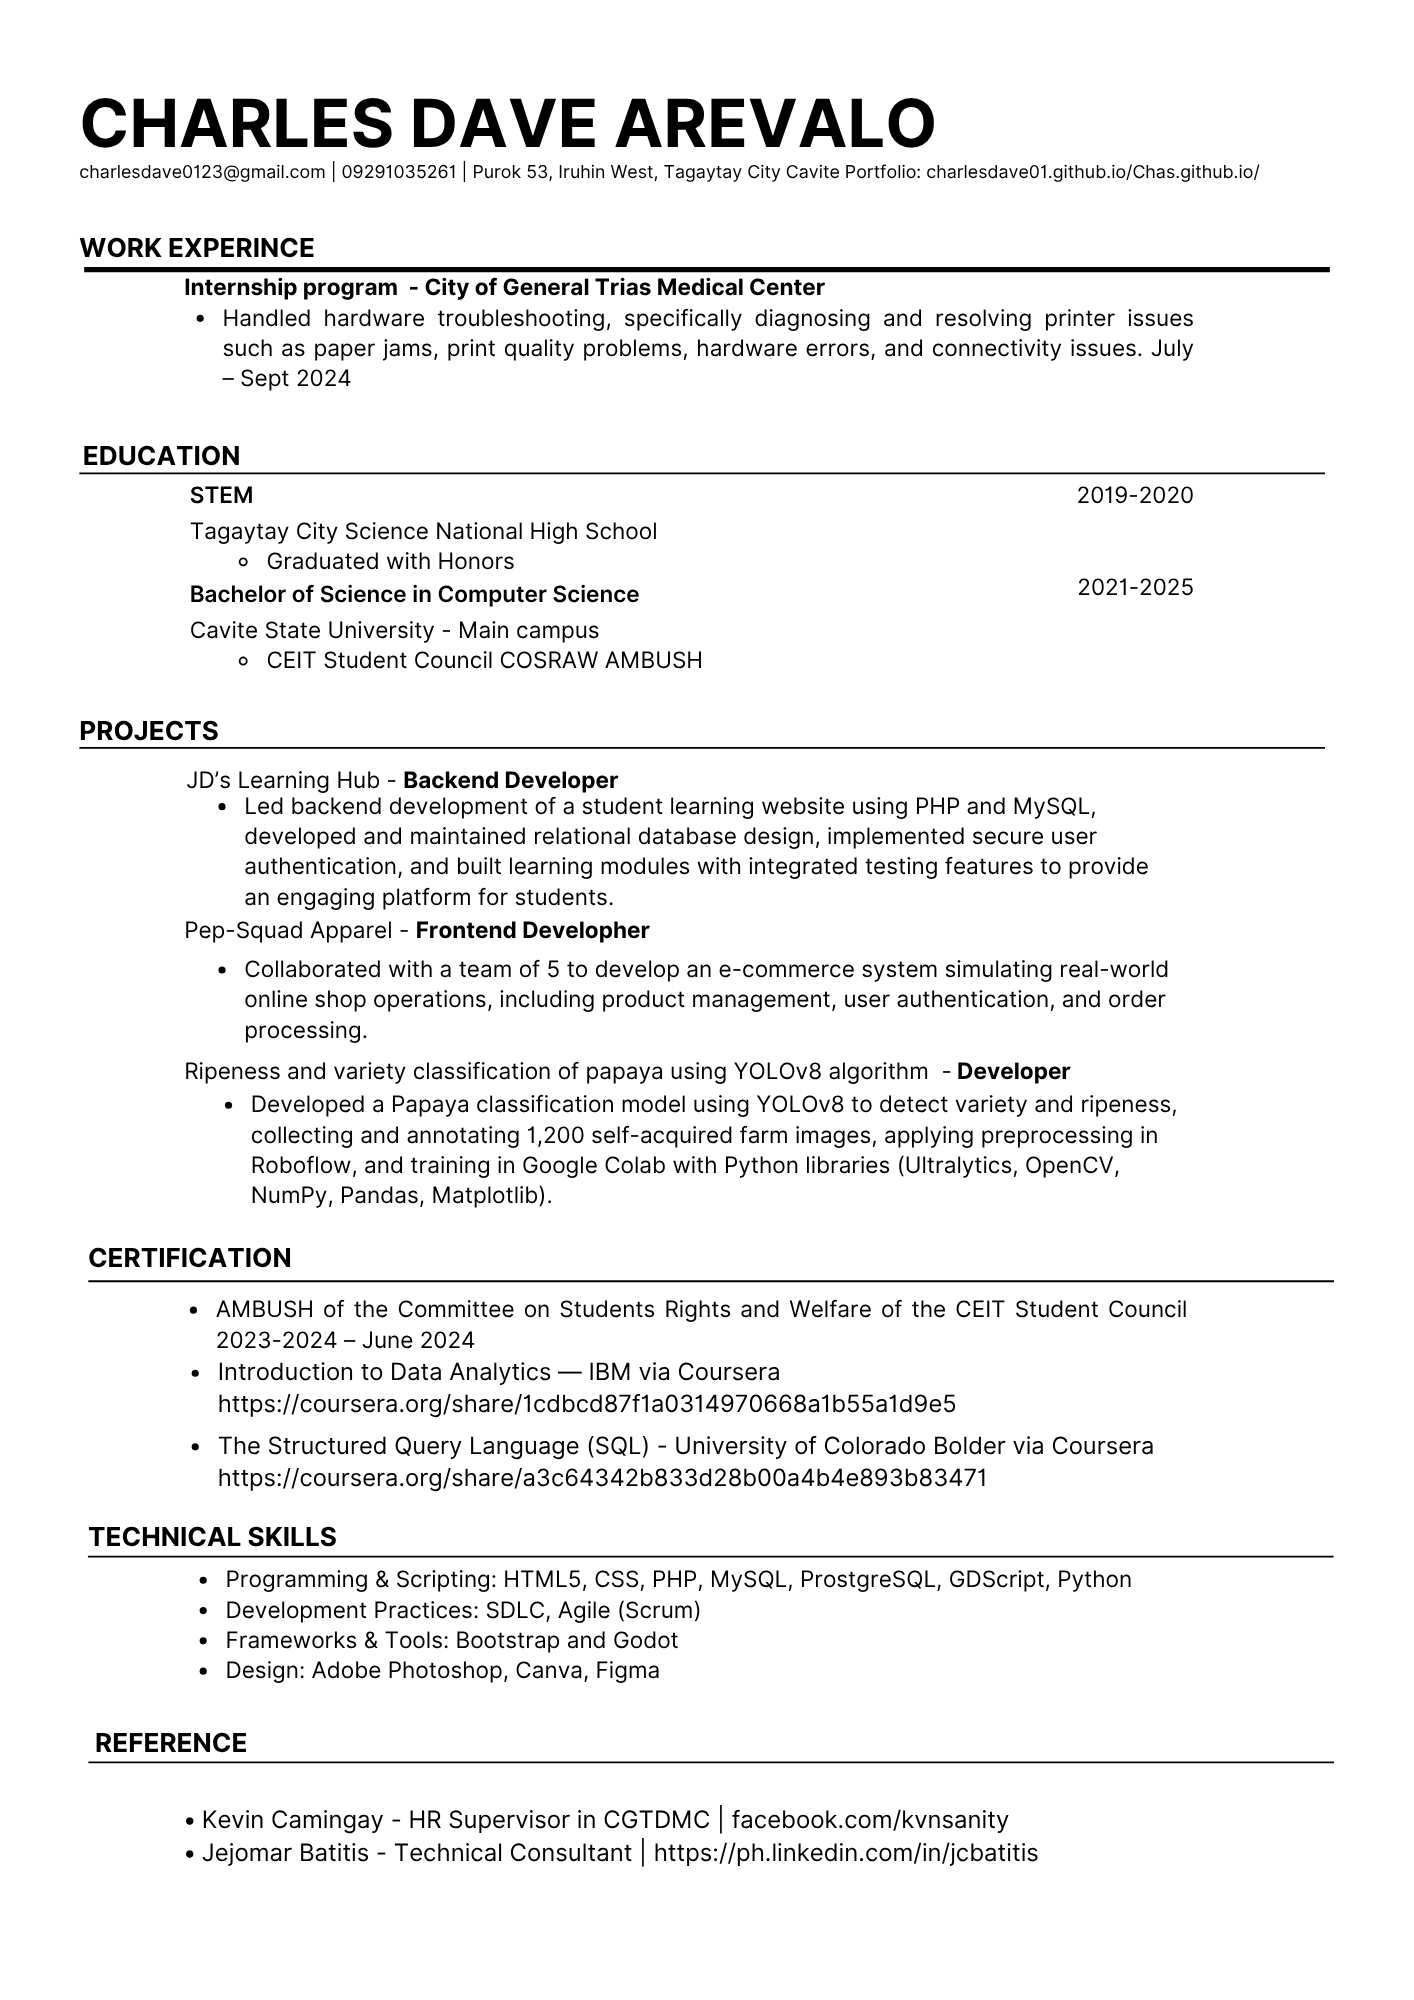 CHARLES DAVE AREVALO
charlesdave0123@gmail.com | 09291035261 | Purok 53, Iruhin West, Tagaytay City Cavite Portfolio: charlesdave01.github.io/Chas.github.io/
WORK EXPERINCE
Internship program - City of General Trias Medical Center
• Handled hardware troubleshooting, specifically diagnosing and resolving printer issues
such as paper jams, print quality problems, hardware errors, and connectivity issues. July
– Sept 2024
EDUCATION
STEM 2019-2020
Tagaytay City Science National High School
◦ Graduated with Honors
Bachelor of Science in Computer Science 2021-2025
Cavite State University - Main campus
◦ CEIT Student Council COSRAW AMBUSH
PROJECTS
JD’s Learning Hub - Backend Developer
• Led backend development of a student learning website using PHP and MySQL,
developed and maintained relational database design, implemented secure user
authentication, and built learning modules with integrated testing features to provide
an engaging platform for students.
Pep-Squad Apparel - Frontend Developher
• Collaborated with a team of 5 to develop an e-commerce system simulating real-world
online shop operations, including product management, user authentication, and order
processing.
Ripeness and variety classification of papaya using YOLOv8 algorithm - Developer
• Developed a Papaya classification model using YOLOv8 to detect variety and ripeness,
collecting and annotating 1,200 self-acquired farm images, applying preprocessing in
Roboflow, and training in Google Colab with Python libraries (Ultralytics, OpenCV,
NumPy, Pandas, Matplotlib).
CERTIFICATION
• AMBUSH of the Committee on Students Rights and Welfare of the CEIT Student Council
2023-2024 – June 2024
• Introduction to Data Analytics — IBM via Coursera
https://coursera.org/share/1cdbcd87f1a0314970668a1b55a1d9e5
• The Structured Query Language (SQL) - University of Colorado Bolder via Coursera
https://coursera.org/share/a3c64342b833d28b00a4b4e893b83471
TECHNICAL SKILLS
• Programming & Scripting: HTML5, CSS, PHP, MySQL, ProstgreSQL, GDScript, Python
• Development Practices: SDLC, Agile (Scrum)
• Frameworks & Tools: Bootstrap and Godot
• Design: Adobe Photoshop, Canva, Figma
REFERENCE
• Kevin Camingay - HR Supervisor in CGTDMC | facebook.com/kvnsanity
• Jejomar Batitis - Technical Consultant | https://ph.linkedin.com/in/jcbatitis